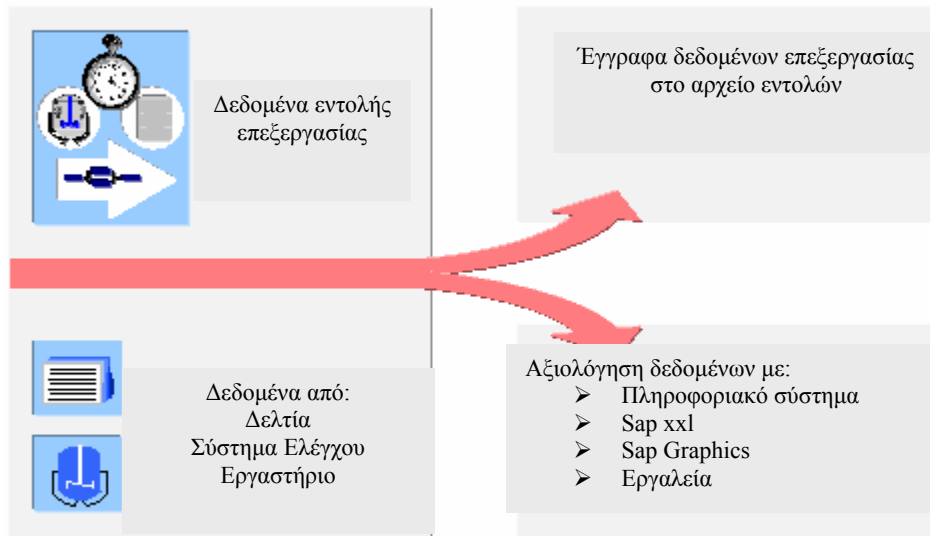 Δεδομένα εντολής
επεξεργασίας
Έγγραφα δεδομένων επεξεργασίας
στο αρχείο εντολών
Δεδομένα από:
Δελτία
Σύστημα Ελέγχου
Εργαστήριο
Αξιολόγηση δεδομένων με:
➢ Πληροφοριακό σύστημα
➢ Sap xxl
➢ Sap Graphics
➢ Εργαλεία